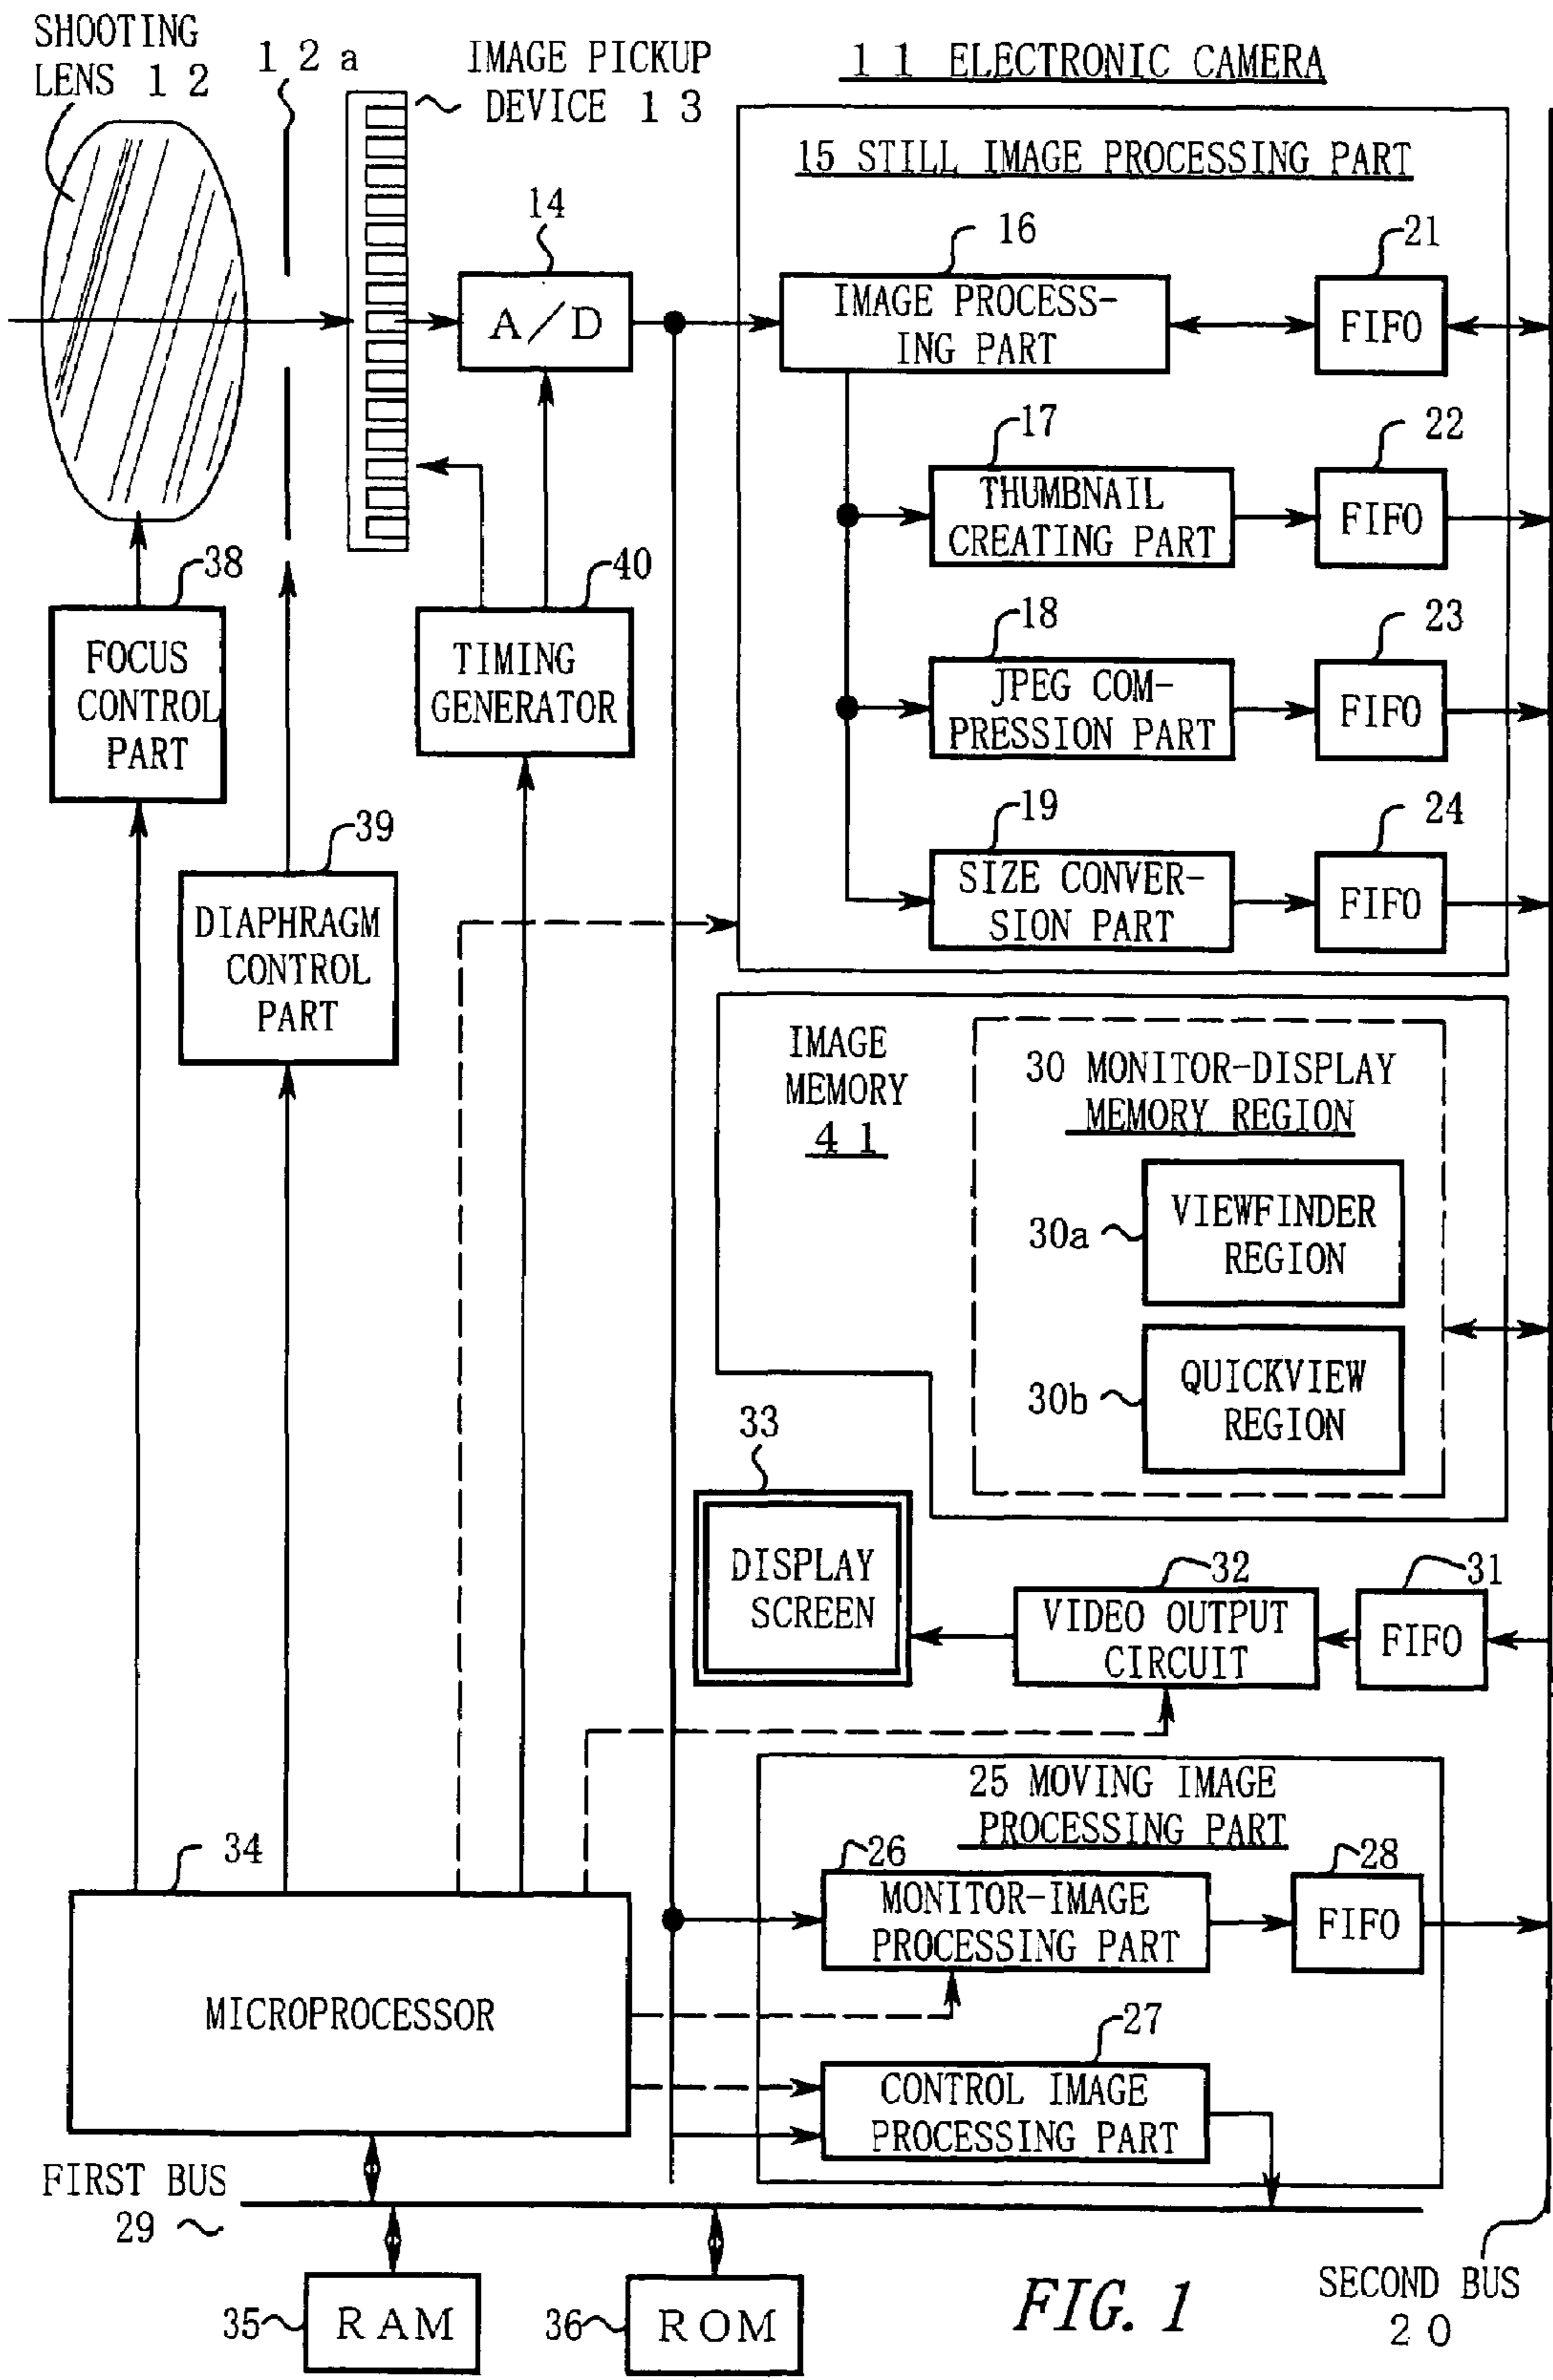 SHOOTING
LENS 12
12a
IMAGE PICKUP
DEVICE 13
11 ELECTRONIC CAMERA
15 STILL IMAGE PROCESSING PART
14
A/D
16
IMAGE PROCESS-
ING PART
21
FIFO
17
THUMBNAIL
CREATING PART
22
FIFO
38
FOCUS
CONTROL
PART
40
TIMING
GENERATOR
18
JPEG COM-
PRESSION PART
23
FIFO
39
DIAPHRAGM
CONTROL
PART
19
SIZE CONVER-
SION PART
24
FIFO
IMAGE
MEMORY
41
30 MONITOR-DISPLAY
MEMORY REGION
30a
VIEWFINDER
REGION
30b
QUICKVIEW
REGION
33
DISPLAY
SCREEN
32
VIDEO OUTPUT
CIRCUIT
31
FIFO
25 MOVING IMAGE
PROCESSING PART
34
MICROPROCESSOR
26
MONITOR-IMAGE
PROCESSING PART
28
FIFO
27
CONTROL IMAGE
PROCESSING PART
FIRST BUS
29
35
RAM
36
ROM
FIG. 1
SECOND BUS
20